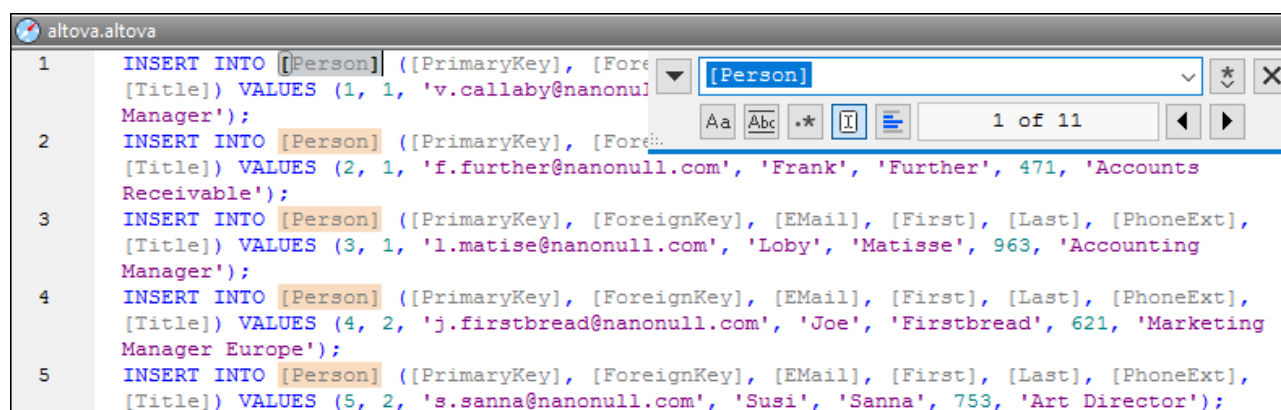 altova.altova
1 INSERT INTO [Person] ([PrimaryKey], [Fore
[Title]) VALUES (1, 1, 'v.callaby@nanonul
Manager');
[Person]
Aa Abc .* 1 of 11
2 INSERT INTO [Person] ([PrimaryKey], [Fore
[Title]) VALUES (2, 1, 'f.further@nanonull.com', 'Frank', 'Further', 471, 'Accounts
Receivable');
3 INSERT INTO [Person] ([PrimaryKey], [ForeignKey], [EMail], [First], [Last], [PhoneExt],
[Title]) VALUES (3, 1, 'l.matise@nanonull.com', 'Loby', 'Matisse', 963, 'Accounting
Manager');
4 INSERT INTO [Person] ([PrimaryKey], [ForeignKey], [EMail], [First], [Last], [PhoneExt],
[Title]) VALUES (4, 2, 'j.firstbread@nanonull.com', 'Joe', 'Firstbread', 621, 'Marketing
Manager Europe');
5 INSERT INTO [Person] ([PrimaryKey], [ForeignKey], [EMail], [First], [Last], [PhoneExt],
[Title]) VALUES (5, 2, 's.sanna@nanonull.com', 'Susi', 'Sanna', 753, 'Art Director');